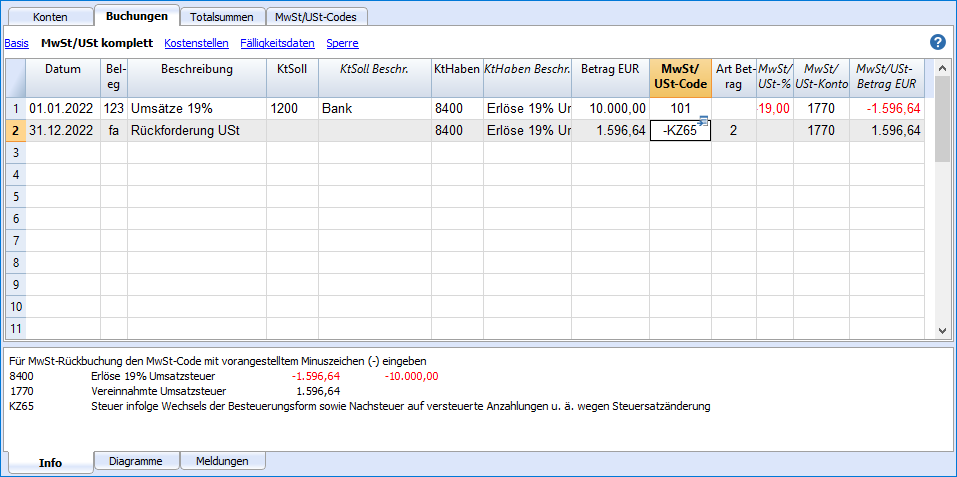 Konten Buchungen Totalsummen MwSt/USt-Codes
Basis MwSt/USt komplett Kostenstellen Fälligkeitsdaten Sperre ?
Datum Bel-eg Beschreibung KtSoll KtSoll Beschr. KtHaben KtHaben Beschr. Betrag EUR MwSt/USt-Code Art Bet-rag MwSt/USt-% MwSt/USt-Konto MwSt/USt-Betrag EUR
1 01.01.2022 123 Umsätze 19% 1200 Bank 8400 Erlöse 19% Un 10.000,00 101 -19,00 1770 -1.596,64
2 31.12.2022 fa Rückforderung USt 8400 Erlöse 19% Un 1.596,64 -KZ65 2 1770 1.596,64
3
4
5
6
7
8
9
10
11
Für MwSt-Rückbuchung den MwSt-Code mit vorangestelltem Minuszeichen (-) eingeben
8400 Erlöse 19% Umsatzsteuer -1.596,64 -10.000,00
1770 Vereinnahmte Umsatzsteuer 1.596,64
KZ65 Steuer infolge Wechsels der Besteuerungsform sowie Nachsteuer auf versteuerte Anzahlungen u. ä. wegen Steuersatzänderung
Info Diagramme Meldungen